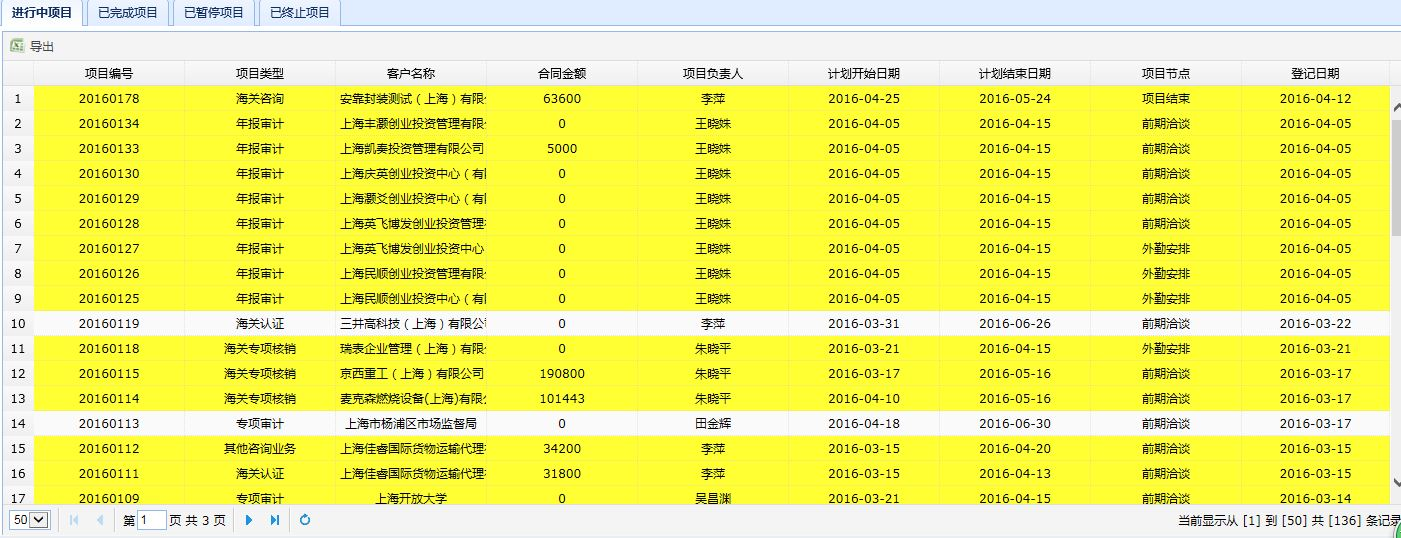 进行中项目 已完成项目 已暂停项目 已终止项目
导出
项目编号 项目类型 客户名称 合同金额 项目负责人 计划开始日期 计划结束日期 项目节点 登记日期
1 20160178 海关咨询 安靠封装测试（上海）有限 63600 李萍 2016-04-25 2016-05-24 项目结束 2016-04-12
2 20160134 年报审计 上海丰灏创业投资管理有限 0 王晓姝 2016-04-05 2016-04-15 前期洽谈 2016-04-05
3 20160133 年报审计 上海凯奏投资管理有限公司 5000 王晓姝 2016-04-05 2016-04-15 前期洽谈 2016-04-05
4 20160130 年报审计 上海庆英创业投资中心（有 0 王晓姝 2016-04-05 2016-04-15 前期洽谈 2016-04-05
5 20160129 年报审计 上海灏爻创业投资中心（有 0 王晓姝 2016-04-05 2016-04-15 前期洽谈 2016-04-05
6 20160128 年报审计 上海英飞博发创业投资管理 0 王晓姝 2016-04-05 2016-04-15 前期洽谈 2016-04-05
7 20160127 年报审计 上海英飞博发创业投资中心 0 王晓姝 2016-04-05 2016-04-15 外勤安排 2016-04-05
8 20160126 年报审计 上海民顺创业投资管理有限 0 王晓姝 2016-04-05 2016-04-15 外勤安排 2016-04-05
9 20160125 年报审计 上海民顺创业投资中心（有 0 王晓姝 2016-04-05 2016-04-15 外勤安排 2016-04-05
10 20160119 海关认证 三井高科技（上海）有限公 0 李萍 2016-03-31 2016-06-26 前期洽谈 2016-03-22
11 20160118 海关专项核销 瑞表企业管理（上海）有限 0 朱晓平 2016-03-21 2016-04-15 外勤安排 2016-03-21
12 20160115 海关专项核销 京西重工（上海）有限公司 190800 朱晓平 2016-03-17 2016-05-16 前期洽谈 2016-03-17
13 20160114 海关专项核销 麦克森燃烧设备(上海)有限 101443 朱晓平 2016-04-10 2016-05-16 前期洽谈 2016-03-17
14 20160113 专项审计 上海市杨浦区市场监督局 0 田金辉 2016-04-18 2016-06-30 前期洽谈 2016-03-17
15 20160112 其他咨询业务 上海佳睿国际货物运输代理 34200 李萍 2016-03-15 2016-04-20 前期洽谈 2016-03-15
16 20160111 海关认证 上海佳睿国际货物运输代理 31800 李萍 2016-03-15 2016-04-13 前期洽谈 2016-03-15
17 20160109 专项审计 上海开放大学 0 吴昌渊 2016-03-21 2016-04-15 前期洽谈 2016-03-14
50 第 1 页 共 3 页 当前显示从 [1] 到 [50] 共 [136] 条记录